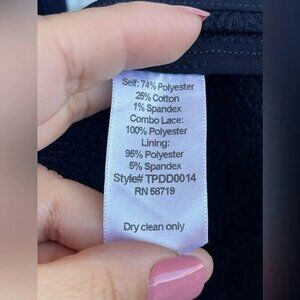 Self: 74% Polyester
25% Cotton
1% Spandex
Combo Lace:
100% Polyester
Lining:
95% Polyester
5% Spandex
Style# TPDD0014
RN 58719
Dry clean only